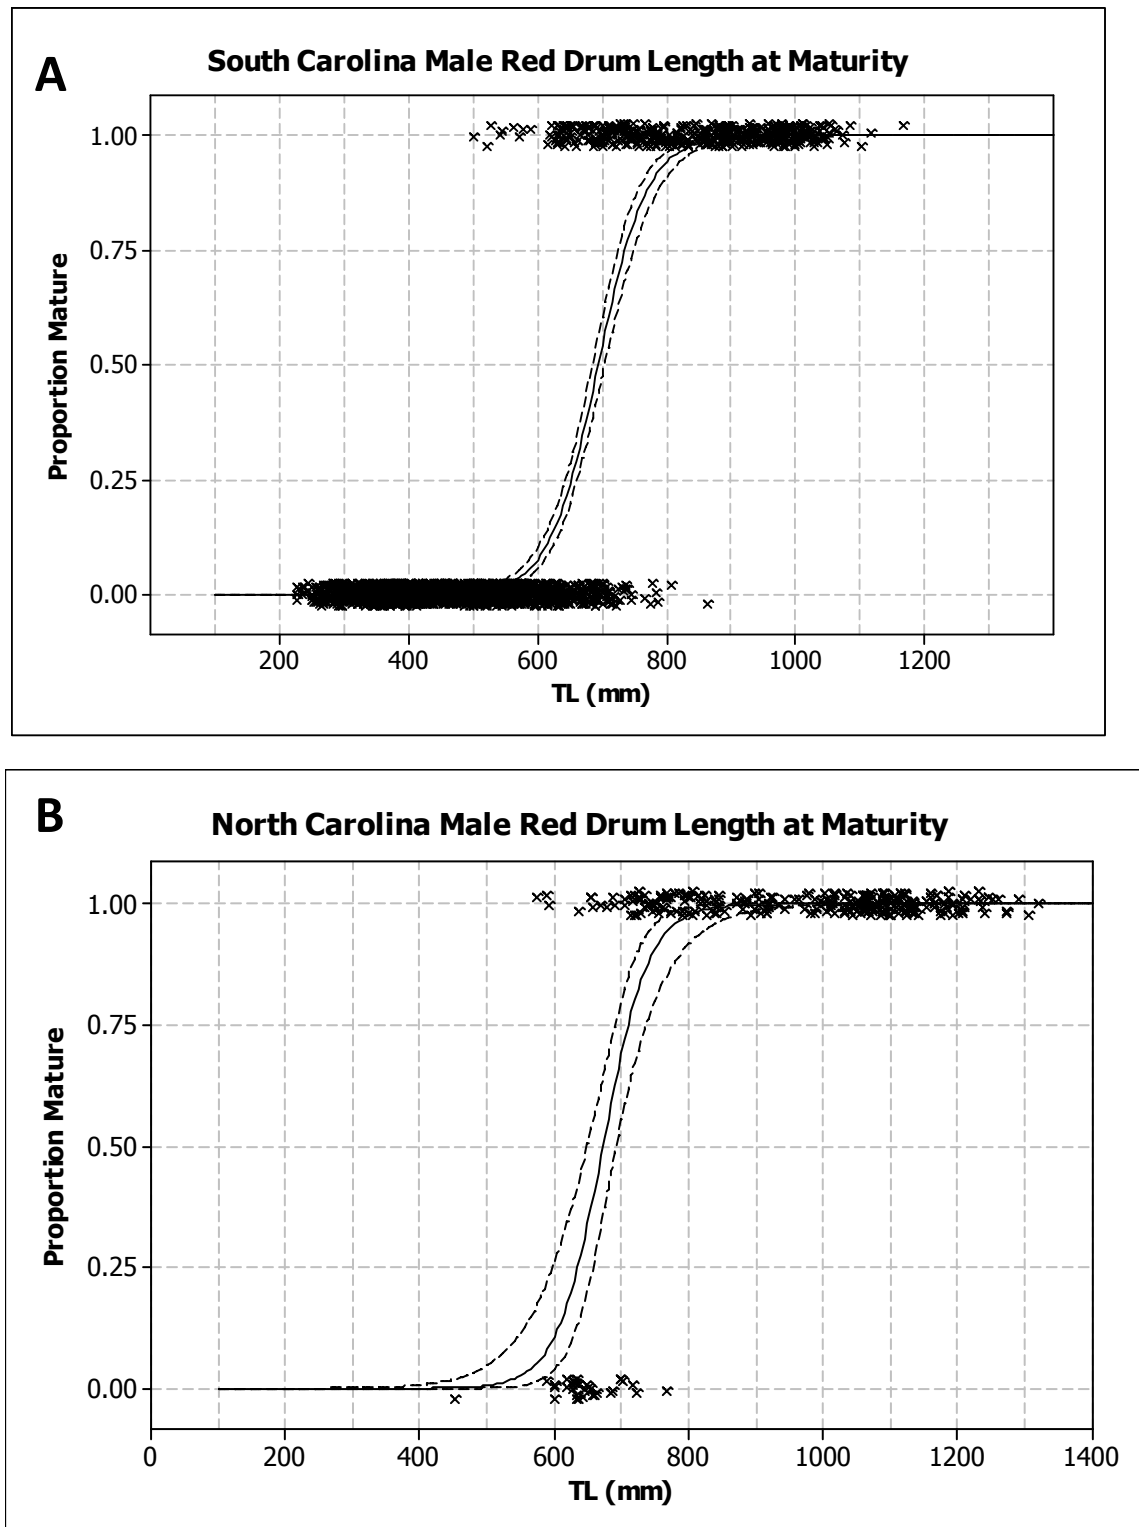 A
South Carolina Male Red Drum Length at Maturity
1.00
0.75
0.50
0.25
0.00
Proportion Mature
200 400 600 800 1000 1200
TL (mm)
B
North Carolina Male Red Drum Length at Maturity
1.00
0.75
0.50
0.25
0.00
Proportion Mature
0 200 400 600 800 1000 1200 1400
TL (mm)